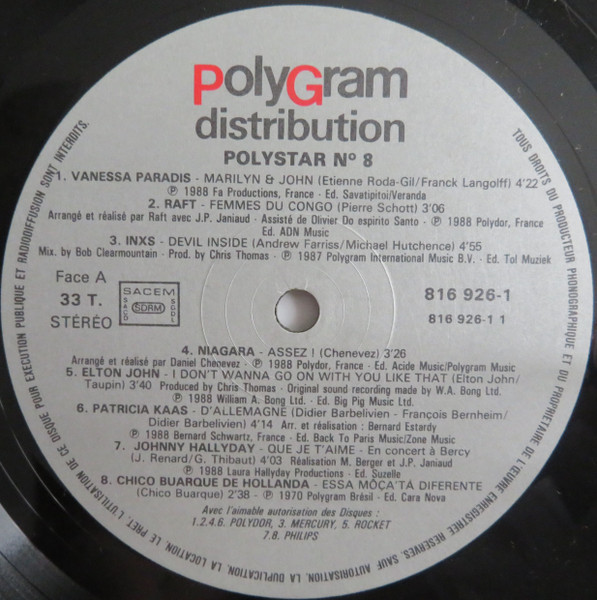 PolyGram
distribution
POLYSTAR Nº 8
1. VANESSA PARADIS - MARILYN & JOHN (Etienne Roda-Gil/Franck Langolff) 4'22
℗ 1988 Fa Productions, France - Ed. Savatipitoi/Veranda
2. RAFT - FEMMES DU CONGO (Pierre Schott) 3'06
Arrangé et réalisé par Raft avec J.P. Janiaud - Assisté de Olivier Do espirito Santo - ℗ 1988 Polydor, France
Ed. ADN Music
3. INXS - DEVIL INSIDE (Andrew Farriss/Michael Hutchence) 4'55
Mix. by Bob Clearmountain - Prod. by Chris Thomas - ℗ 1987 Polygram International Music B.V. - Ed. Tol Muziek
Face A
33 T.
STÉRÉO
SACEM
SACD
SDRM
SGDL
816 926-1
816 926-1 1
4. NIAGARA - ASSEZ ! (Chenevez) 3'26
Arrangé et réalisé par Daniel Chenevez - ℗ 1988 Polydor, France - Ed. Acide Music/Polygram Music
5. ELTON JOHN - I DON'T WANNA GO ON WITH YOU LIKE THAT (Elton John/
Taupin) 3'40 Produced by Chris Thomas - Original sound recording made by W.A. Bong Ltd.
℗ 1988 William A. Bong Ltd. - Ed. Big Pig Music Ltd.
6. PATRICIA KAAS - D'ALLEMAGNE (Didier Barbelivien - François Bernheim/
Didier Barbelivien) 4'14 Arr. et réalisation : Bernard Estardy
℗ 1988 Bernard Schwartz, France - Ed. Back To Paris Music/Zone Music
7. JOHNNY HALLYDAY - QUE JE T'AIME - En concert à Bercy
(J. Renard/G. Thibaut) 4'03 Réalisation M. Berger et J.P. Janiaud
℗ 1988 Laura Hallyday Productions - Ed. Suzelle
8. CHICO BUARQUE DE HOLLANDA - ESSA MÔÇA TÁ DIFERENTE
(Chico Buarque) 2'38 - ℗ 1970 Polygram Brésil - Ed. Cara Nova
Avec l'aimable autorisation des Disques :
1.2.4.6. POLYDOR, 3. MERCURY, 5. ROCKET
7.8. PHILIPS
TOUS DROITS DU PRODUCTEUR PHONOGRAPHIQUE ET DU PROPRIETAIRE DE L'ŒUVRE ENREGISTREE RESERVES. SAUF AUTORISATION, LA DUPLICATION, LA LOCATION, LE PRET, L'UTILISATION DE CE DISQUE POUR EXECUTION PUBLIQUE ET RADIODIFFUSION SONT INTERDITS.